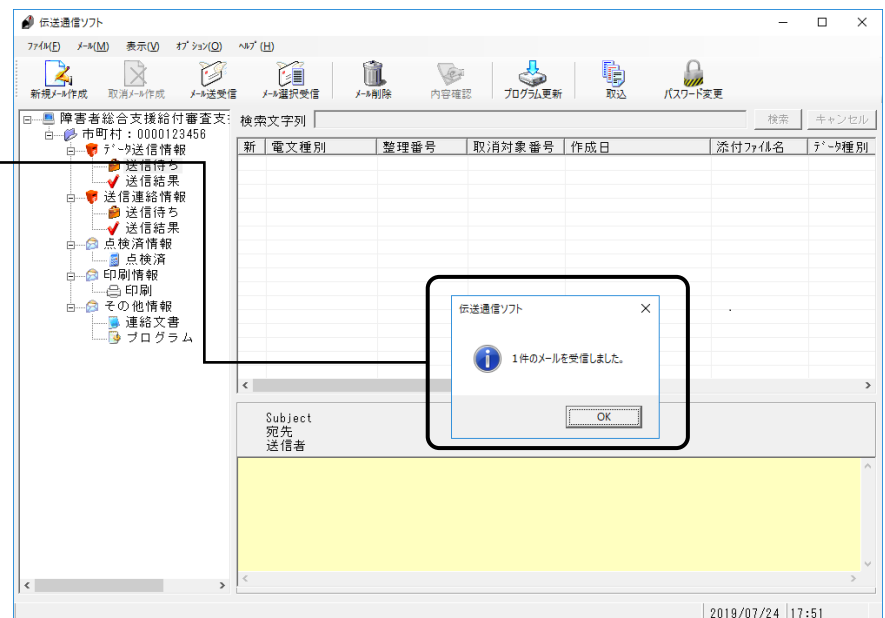 伝送通信ソフト
ﾌｧｲﾙ(F) ﾒｰﾙ(M) 表示(V) ｵﾌﾟｼｮﾝ(O) ﾍﾙﾌﾟ(H)
新規ﾒｰﾙ作成 取消ﾒｰﾙ作成 ﾒｰﾙ送受信 ﾒｰﾙ選択受信 ﾒｰﾙ削除 内容確認 ﾌﾟﾛｸﾞﾗﾑ更新 取込 ﾊﾟｽﾜｰﾄﾞ変更
障害者総合支援給付審査支
市町村：0000123456
ﾃﾞｰﾀ送信情報
送信待ち
送信結果
送信連絡情報
送信待ち
送信結果
点検済情報
点検済
印刷情報
印刷
その他情報
連絡文書
プログラム
検索文字列 検索 キャンセル
新 電文種別 整理番号 取消対象番号 作成日 添付ﾌｧｲﾙ名 ﾃﾞｰﾀ種別
伝送通信ソフト
1件のメールを受信しました。
OK
Subject
宛先
送信者
2019/07/24 17:51